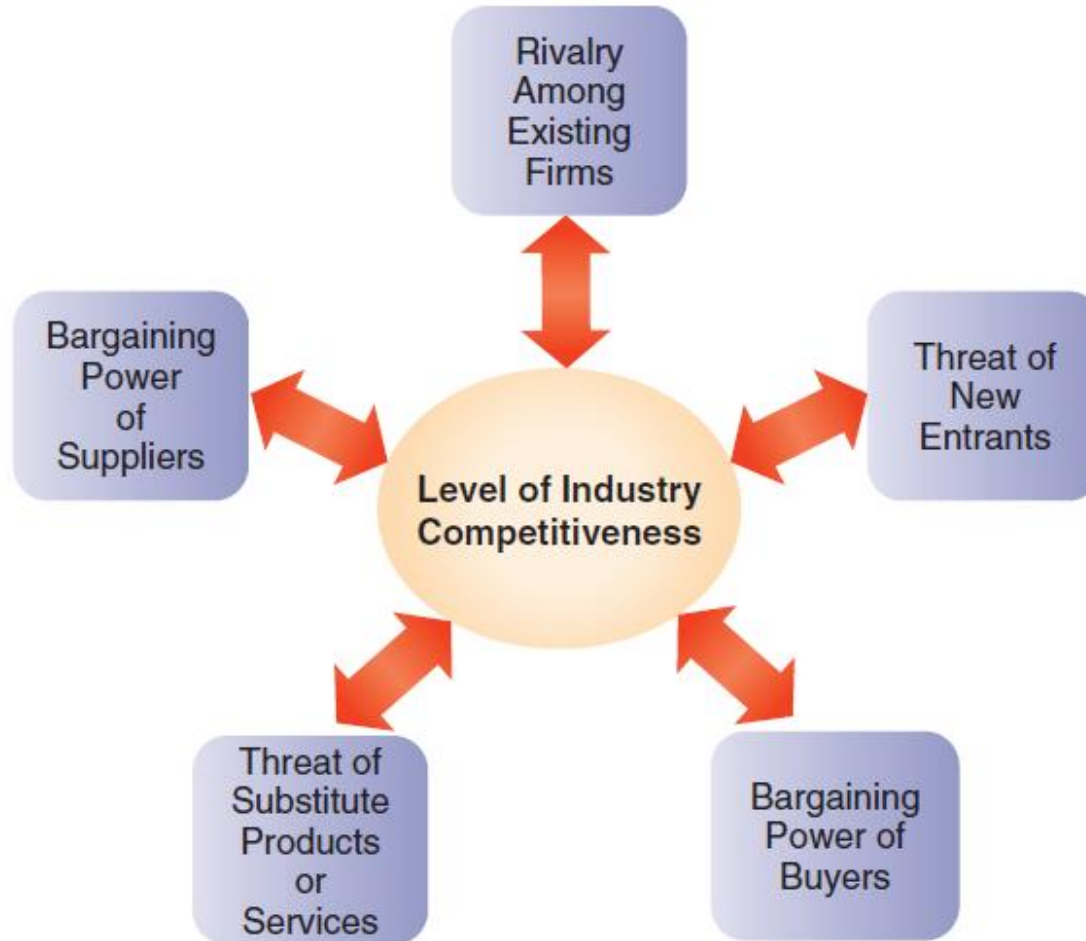 Rivalry
Among
Existing
Firms
Bargaining
Power
of
Suppliers
Threat of
New
Entrants
Level of Industry
Competitiveness
Threat of
Substitute
Products
or
Services
Bargaining
Power of
Buyers